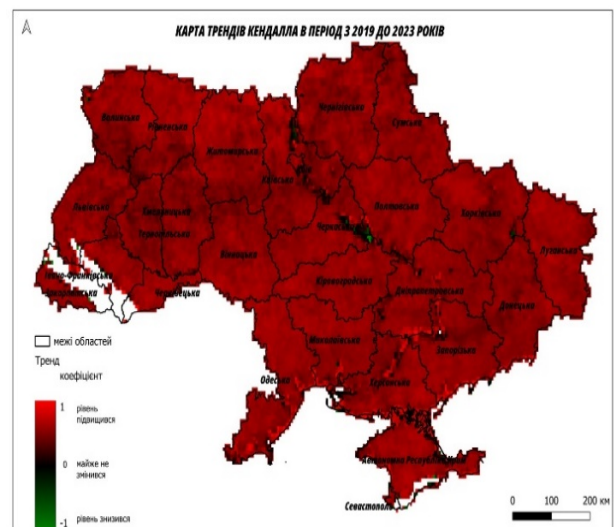 КАРТА ТРЕНДІВ КЕНДАЛЛА В ПЕРІОД З 2019 ДО 2023 РОКІВ
Чернігівська
Волинська
Рівненська
Сумська
Житомирська
Київська
Полтавська
Харківська
Львівська
Хмельницька
Черкаська
Тернопільська
Луганська
Вінницька
Івано-Франківська
Кіровоградська
Дніпропетровська
Донецька
Закарпатська
Чернівецька
Миколаївська
Запорізька
Одеська
Херсонська
Автономна Республіка Крим
Севастополь
межі областей
Тренд
коефіцієнт
1 рівень
підвищився
0 майже не
змінився
-1 рівень знизився
0 100 200 км